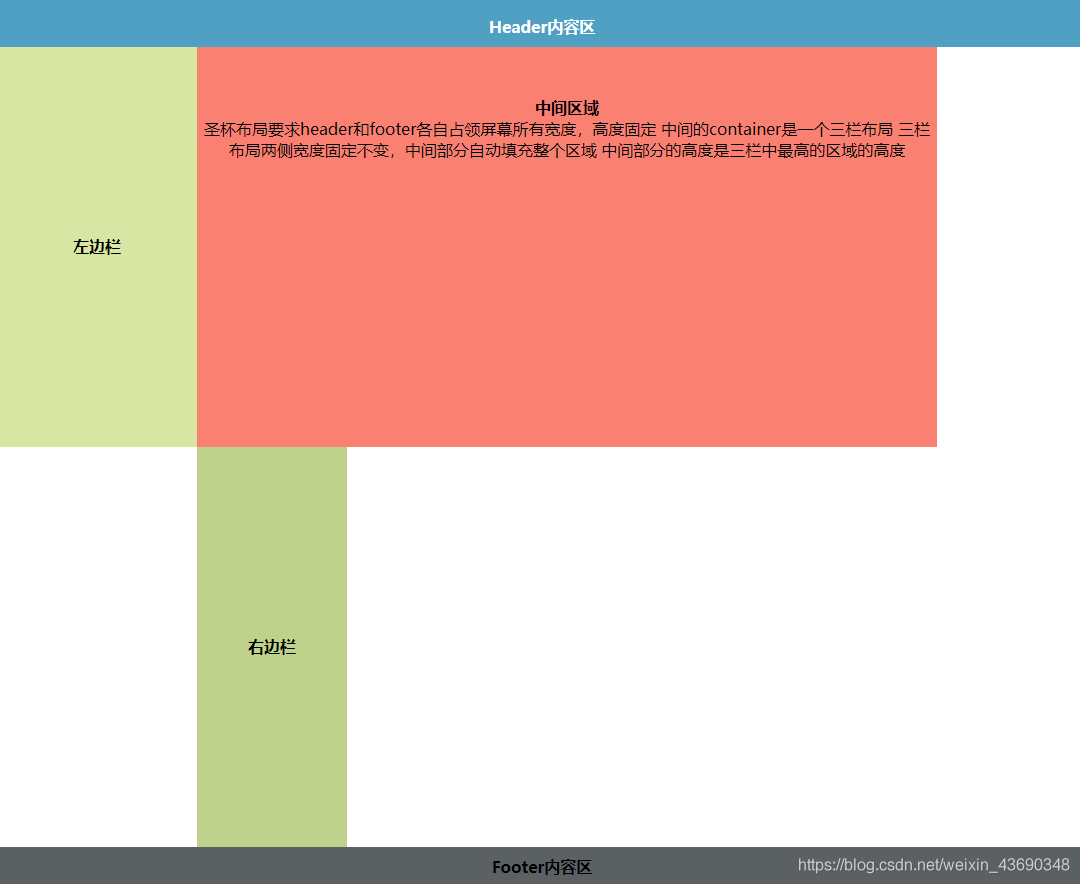 Header内容区
左边栏
中间区域
圣杯布局要求header和footer各自占领屏幕所有宽度，高度固定 中间的container是一个三栏布局 三栏
布局两侧宽度固定不变，中间部分自动填充整个区域 中间部分的高度是三栏中最高的区域的高度
右边栏
Footer内容区
https://blog.csdn.net/weixin_43690348